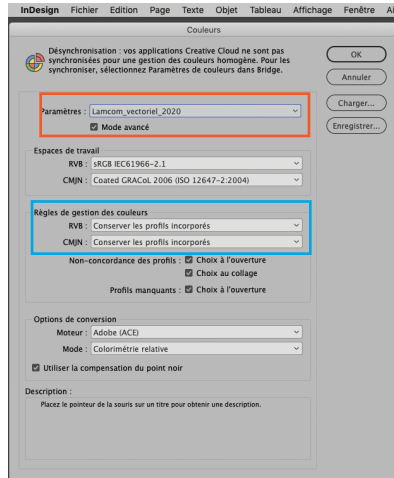 InDesign Fichier Edition Page Texte Objet Tableau Affichage Fenêtre Ai
Couleurs
Désynchronisation : vos applications Creative Cloud ne sont pas
synchronisées pour une gestion des couleurs homogène. Pour les
synchroniser, sélectionnez Paramètres de couleurs dans Bridge.
OK
Annuler
Charger...
Enregistrer...
Paramètres : Lamcom_vectoriel_2020
Mode avancé
Espaces de travail
RVB : sRGB IEC61966-2.1
CMJN : Coated GRACoL 2006 (ISO 12647-2:2004)
Règles de gestion des couleurs
RVB : Conserver les profils incorporés
CMJN : Conserver les profils incorporés
Non-concordance des profils : Choix à l'ouverture
Choix au collage
Profils manquants : Choix à l'ouverture
Options de conversion
Moteur : Adobe (ACE)
Mode : Colorimétrie relative
Utiliser la compensation du point noir
Description :
Placez le pointeur de la souris sur un titre pour obtenir une description.